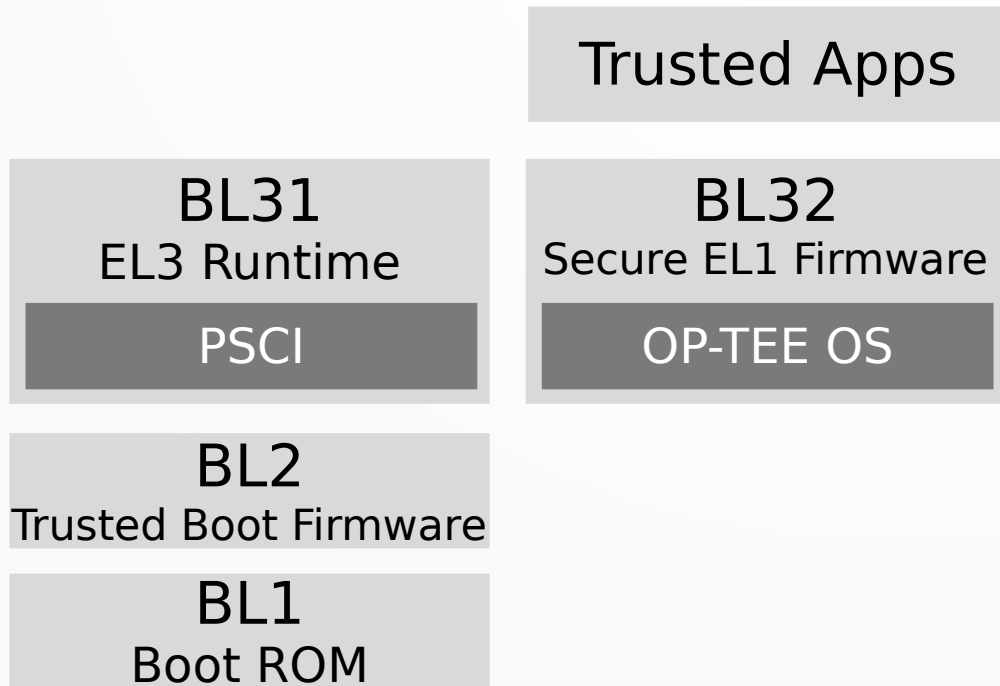 Trusted Apps
BL31
EL3 Runtime
PSCI
BL32
Secure EL1 Firmware
OP-TEE OS
BL2
Trusted Boot Firmware
BL1
Boot ROM